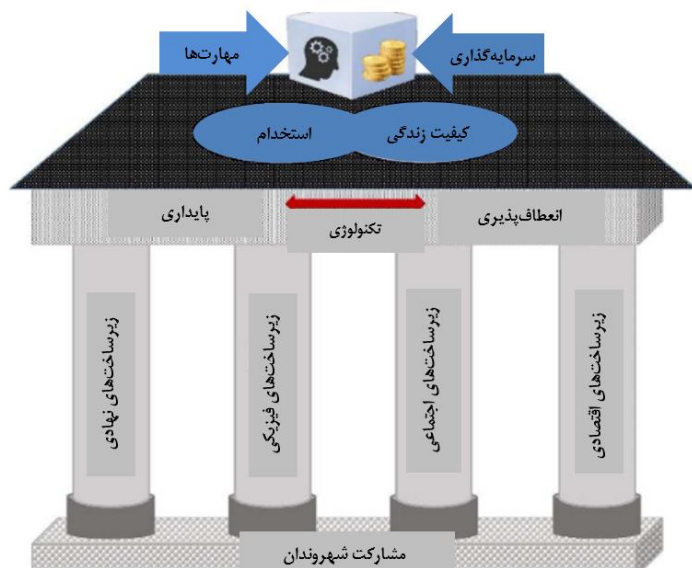 سرمایه‌گذاری
مهارت‌ها
کیفیت زندگی
استخدام
انعطاف‌پذیری
تکنولوژی
پایداری
زیرساخت‌های اقتصادی
زیرساخت‌های اجتماعی
زیرساخت‌های فیزیکی
زیرساخت‌های نهادی
مشارکت شهروندان